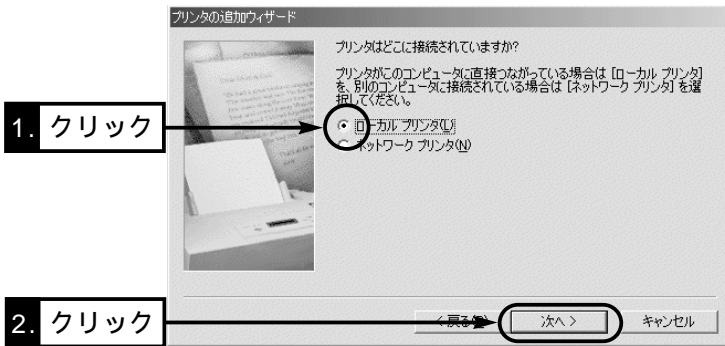 プリンタの追加ウィザード
プリンタはどこに接続されていますか?
プリンタがこのコンピュータに直接つながっている場合は [ローカル プリンタ]
を、別のコンピュータに接続されている場合は [ネットワーク プリンタ] を選
択してください。
1. クリック
ローカル プリンタ(L)
ネットワーク プリンタ(N)
2. クリック
< 戻る(B)
次へ >
キャンセル